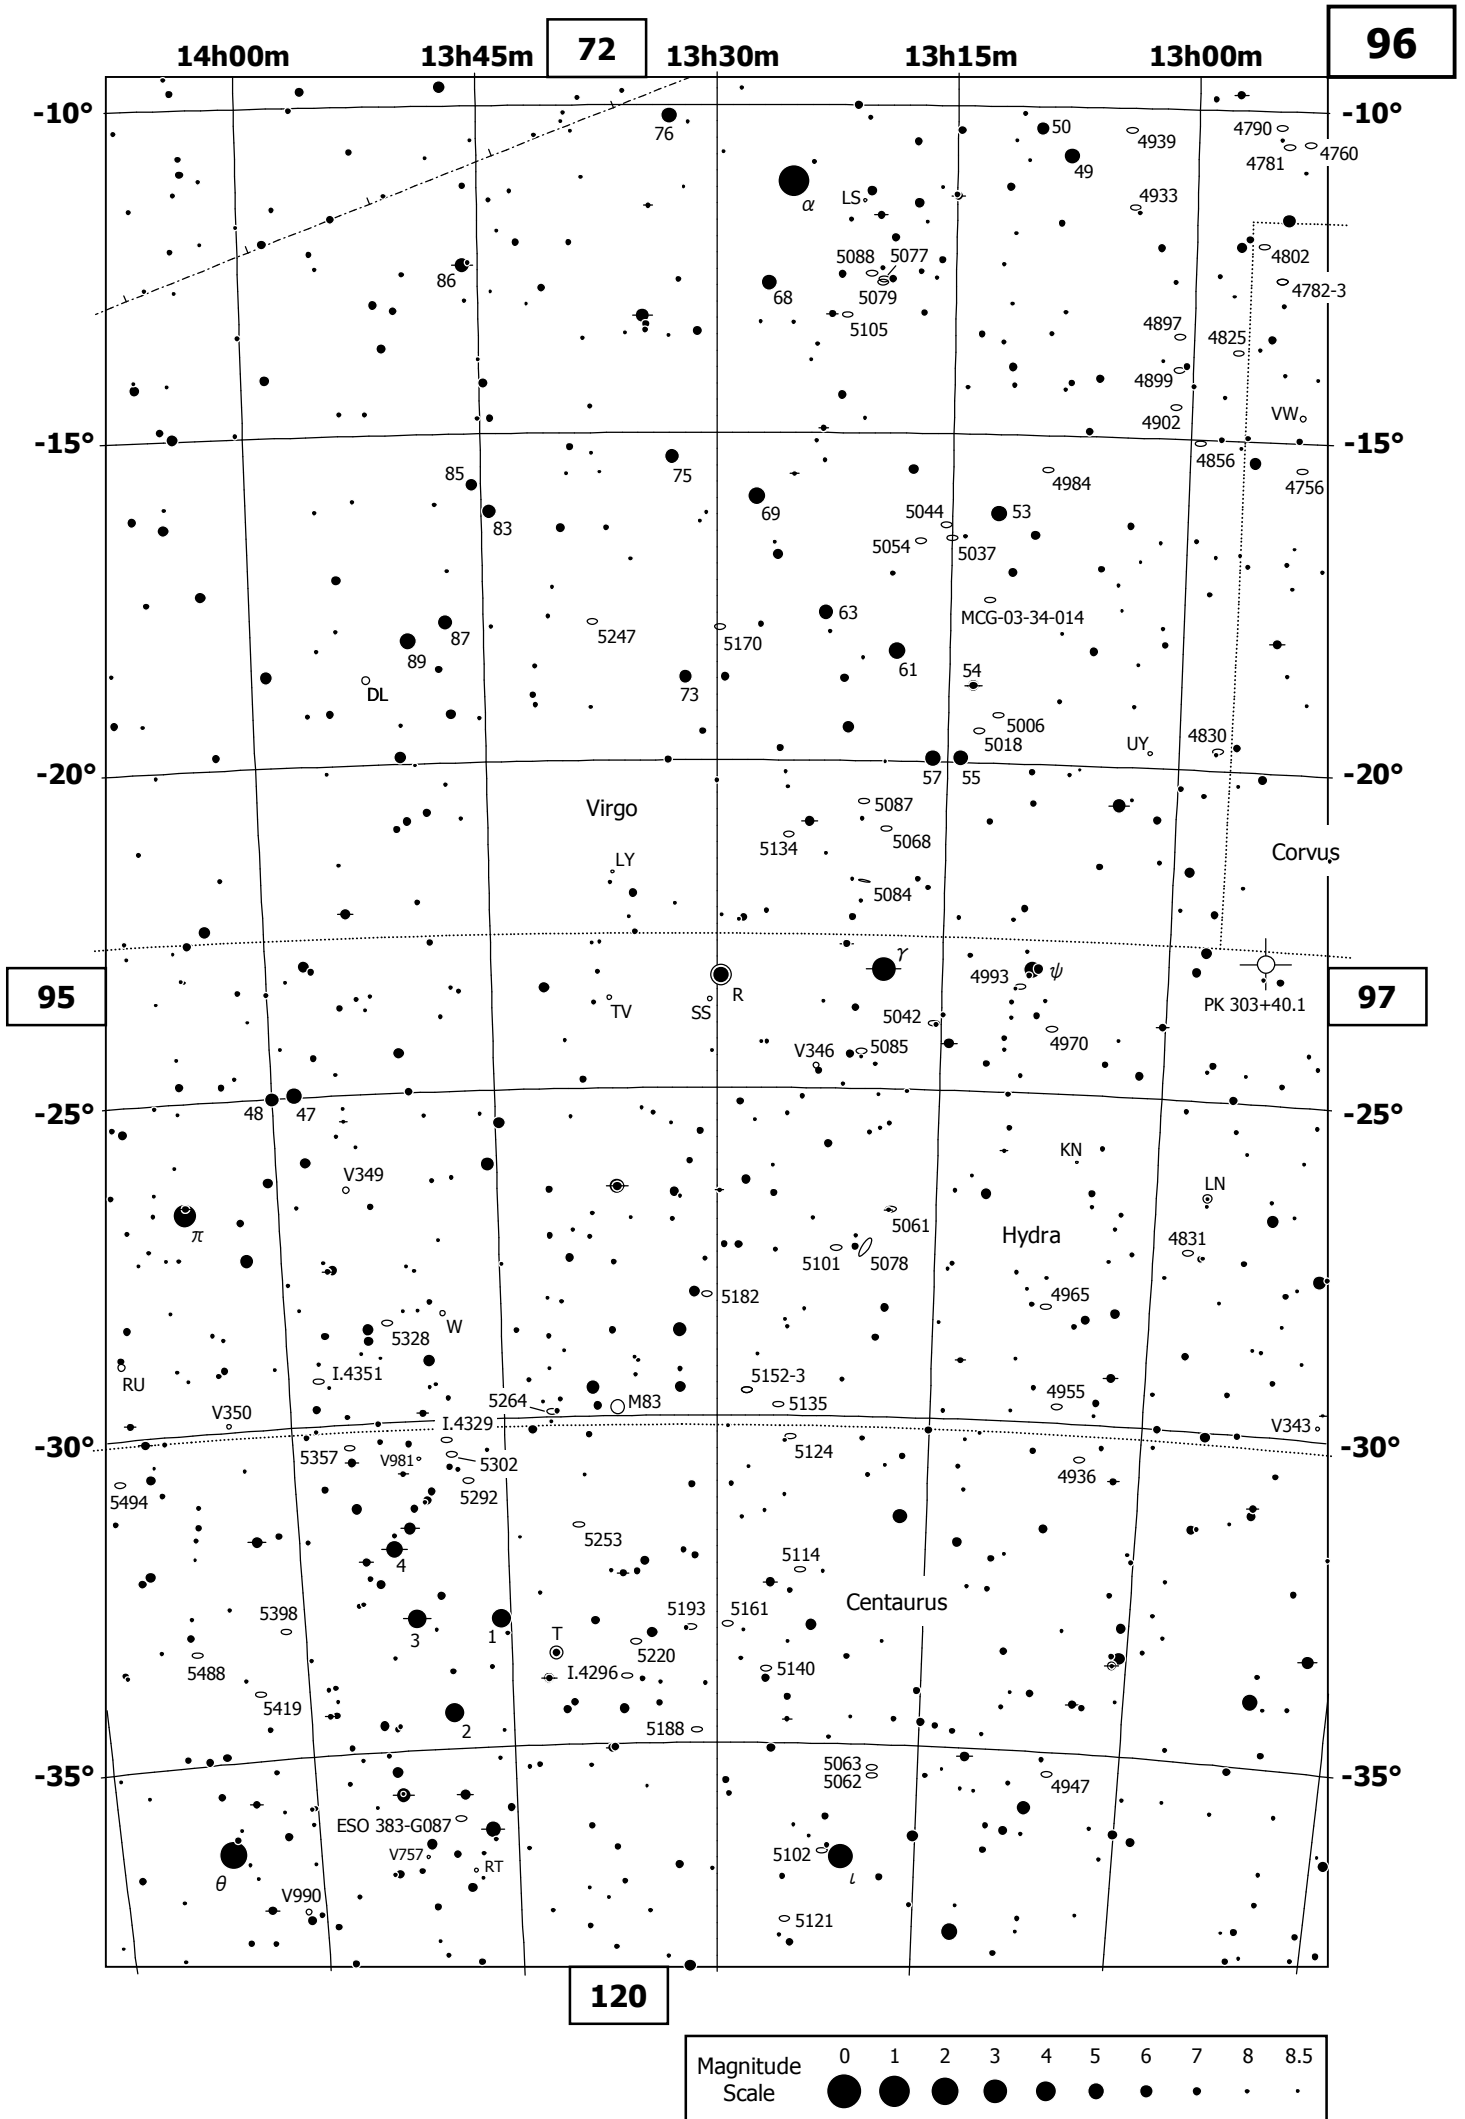 96
72
14h00m 13h45m 13h30m 13h15m 13h00m
-10° -10°
76 50 4939 4790 4760
49 4781
α LS 4933
5088 5077 4802
86 68 5079 4782-3
5105 4897 4825
4899
4902 VW
-15° -15°
85 75 4856
83 69 4984 4756
5044 53
5054 5037
MCG-03-34-014
87 5247 5170 63
89 61 54
DL 73
5006
5018 UY 4830
-20° 57 55 -20°
Virgo 5087
5134 5068
Corvus
LY
5084
γ
95 4993 ψ 97
R PK 303+40.1
TV SS
5042
V346 5085 4970
-25° 48 47 -25°
KN
V349 LN
π 5061
Hydra
5101 5078 4831
5182 4965
W
5328
I.4351 5152-3
RU 5264 M83 5135 4955
V350 I.4329 V343
-30° -30°
5357 V981 5302 5124 4936
5494 5292
5253
4 5114
Centaurus
5398 5193 5161
3 1 T
5488 5220
I.4296 5140
5419
2 5188
-35° 5063 -35°
5062 4947
ESO 383-G087
V757 RT 5102
θ ι
V990
5121
120
Magnitude
Scale
0 1 2 3 4 5 6 7 8 8.5